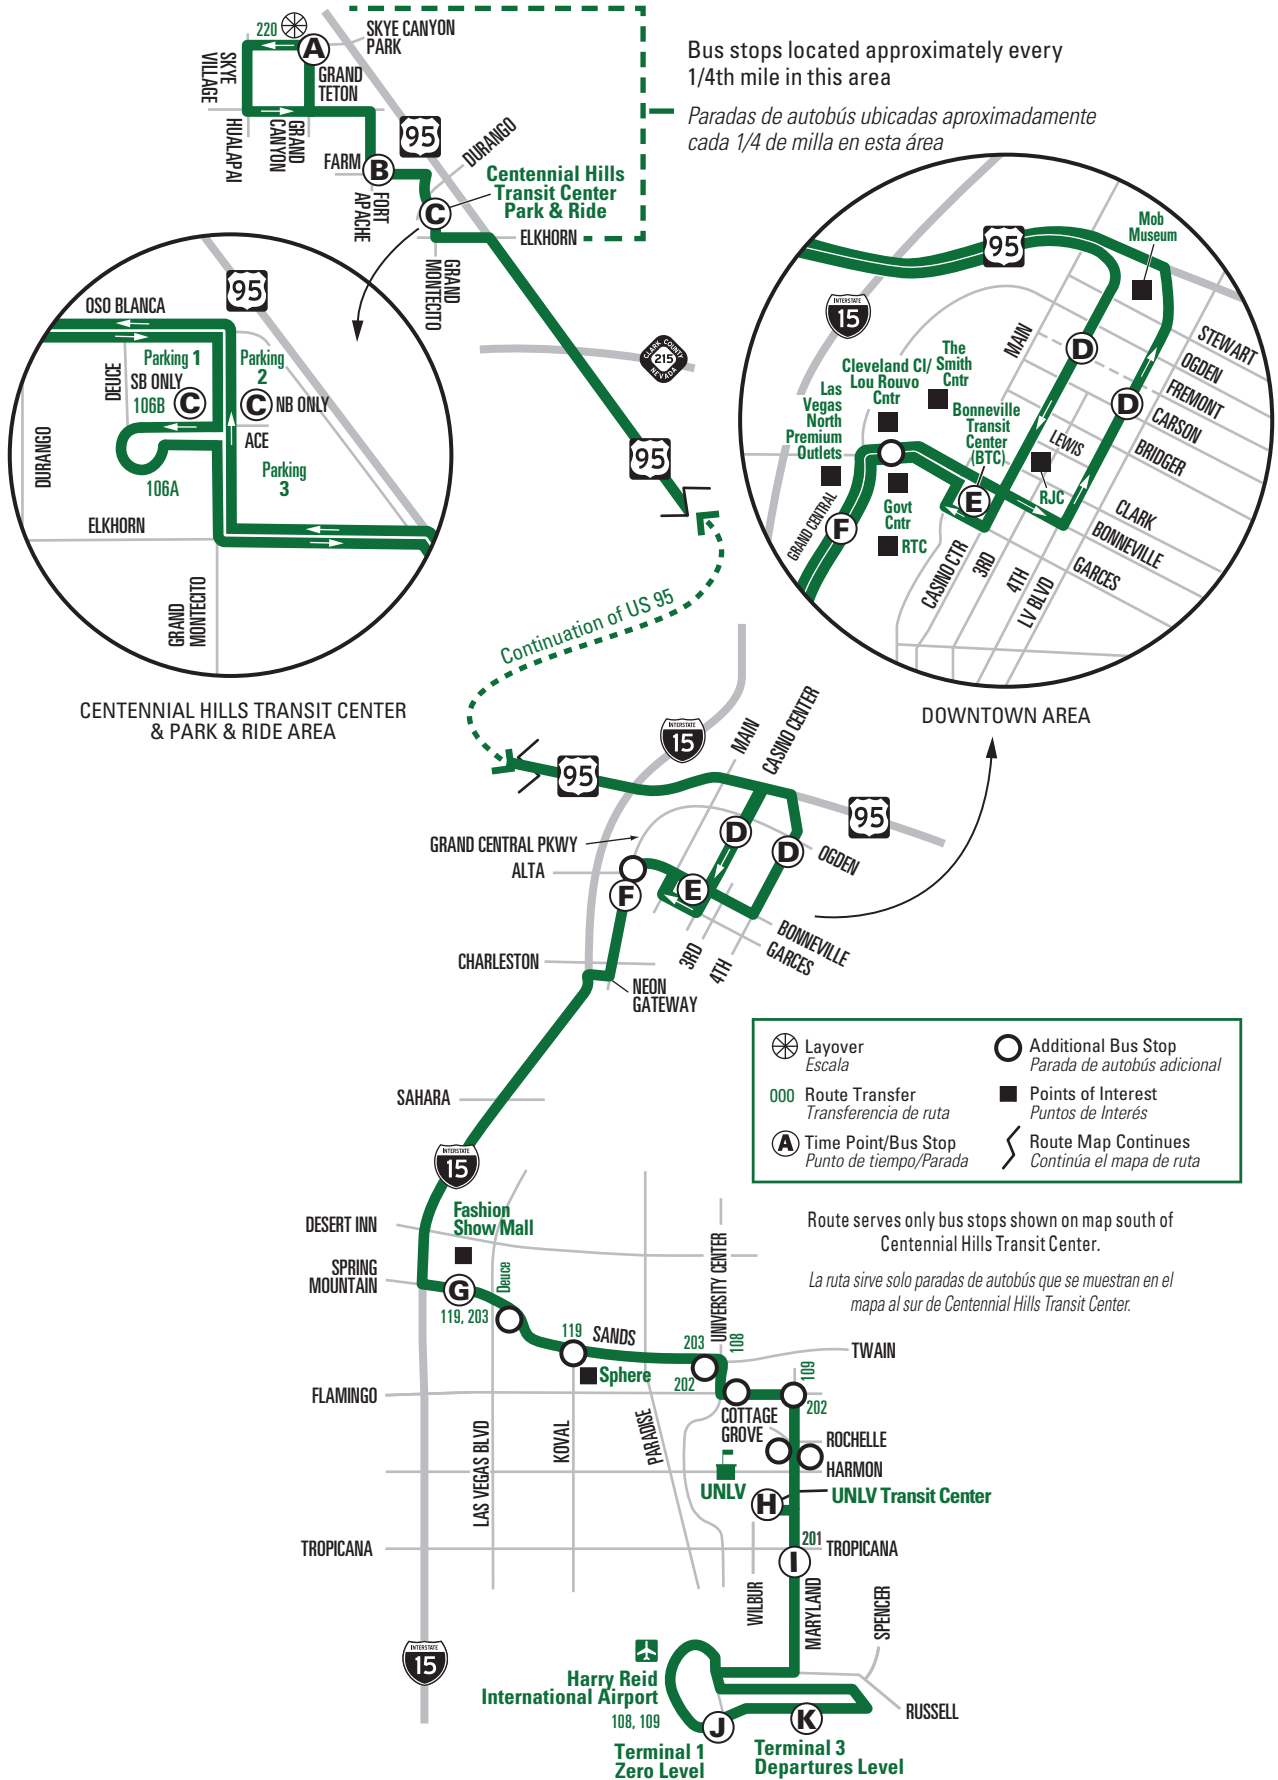 220
A
SKYE CANYON
PARK
SKYE
VILLAGE
GRAND
TETON
HUALAPAI
GRAND
CANYON
95
DURANGO
FARM
B
FORT
APACHE
Centennial Hills
Transit Center
Park & Ride
C
ELKHORN
GRAND
MONTECITO
Bus stops located approximately every
1/4th mile in this area
Paradas de autobús ubicadas aproximadamente
cada 1/4 de milla en esta área
95
OSO BLANCA
Parking 1
Parking
2
DEUCE
SB ONLY
106B
C
C
NB ONLY
ACE
DURANGO
106A
Parking
3
ELKHORN
GRAND
MONTECITO
CENTENNIAL HILLS TRANSIT CENTER
& PARK & RIDE AREA
CLARK COUNTY
215
NEVADA
95
Continuation of US 95
Mob
Museum
95
INTERSTATE
15
MAIN
D
STEWART
OGDEN
FREMONT
CARSON
BRIDGER
The
Smith
Cntr
Cleveland Cl/
Lou Rouvo
Cntr
Las
Vegas
North
Premium
Outlets
Bonneville
Transit
Center
(BTC)
D
LEWIS
RJC
E
GRAND CENTRAL
F
Govt
Cntr
RTC
CLARK
BONNEVILLE
GARCES
CASINO CTR
3RD
4TH
LV BLVD
DOWNTOWN AREA
INTERSTATE
15
MAIN
CASINO CENTER
95
95
GRAND CENTRAL PKWY
ALTA
D
D
OGDEN
E
F
BONNEVILLE
GARCES
3RD
4TH
CHARLESTON
NEON
GATEWAY
SAHARA
INTERSTATE
15
Layover
Escala
000 Route Transfer
Transferencia de ruta
A Time Point/Bus Stop
Punto de tiempo/Parada
Additional Bus Stop
Parada de autobús adicional
Points of Interest
Puntos de Interés
Route Map Continues
Continúa el mapa de ruta
Route serves only bus stops shown on map south of
Centennial Hills Transit Center.
La ruta sirve solo paradas de autobús que se muestran en el
mapa al sur de Centennial Hills Transit Center.
Fashion
Show Mall
DESERT INN
SPRING
MOUNTAIN
G
Deuce
119, 203
119
SANDS
Sphere
203
202
UNIVERSITY CENTER
108
TWAIN
109
202
FLAMINGO
COTTAGE
GROVE
ROCHELLE
HARMON
LAS VEGAS BLVD
KOVAL
PARADISE
UNLV
H
UNLV Transit Center
201
TROPICANA
TROPICANA
I
WILBUR
MARYLAND
SPENCER
INTERSTATE
15
Harry Reid
International Airport
108, 109
J
K
RUSSELL
Terminal 1
Zero Level
Terminal 3
Departures Level